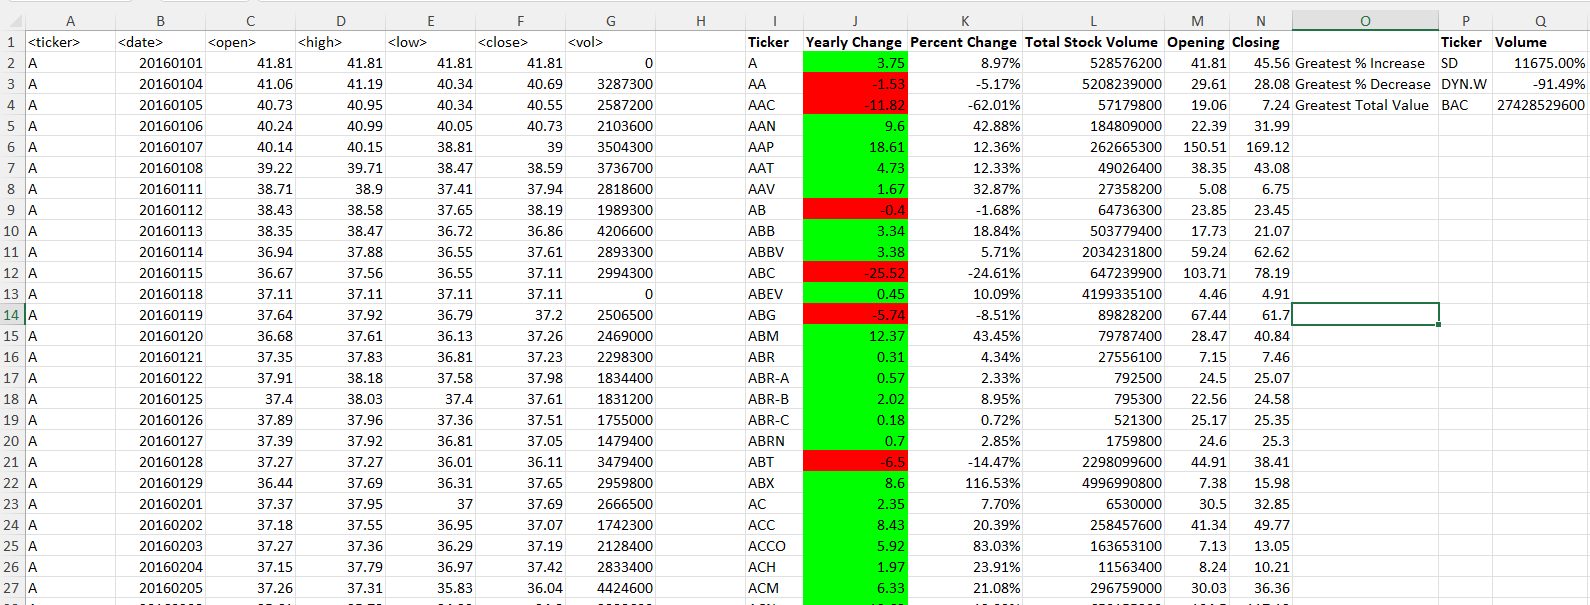 A B C D E F G H I J K L M N O P Q
1 <ticker> <date> <open> <high> <low> <close> <vol> Ticker Yearly Change Percent Change Total Stock Volume Opening Closing Ticker Volume
2 A 20160101 41.81 41.81 41.81 41.81 0 A 3.75 8.97% 528576200 41.81 45.56 Greatest % Increase SD 11675.00%
3 A 20160104 41.06 41.19 40.34 40.69 3287300 AA -1.53 -5.17% 5208239000 29.61 28.08 Greatest % Decrease DYN.W -91.49%
4 A 20160105 40.73 40.95 40.34 40.55 2587200 AAC -11.82 -62.01% 57179800 19.06 7.24 Greatest Total Value BAC 27428529600
5 A 20160106 40.24 40.99 40.05 40.73 2103600 AAN 9.6 42.88% 184809000 22.39 31.99
6 A 20160107 40.14 40.15 38.81 39 3504300 AAP 18.61 12.36% 262665300 150.51 169.12
7 A 20160108 39.22 39.71 38.47 38.59 3736700 AAT 4.73 12.33% 49026400 38.35 43.08
8 A 20160111 38.71 38.9 37.41 37.94 2818600 AAV 1.67 32.87% 27358200 5.08 6.75
9 A 20160112 38.43 38.58 37.65 38.19 1989300 AB -0.4 -1.68% 64736300 23.85 23.45
10 A 20160113 38.35 38.47 36.72 36.86 4206600 ABB 3.34 18.84% 503779400 17.73 21.07
11 A 20160114 36.94 37.88 36.55 37.61 2893300 ABBV 3.38 5.71% 2034231800 59.24 62.62
12 A 20160115 36.67 37.56 36.55 37.11 2994300 ABC -25.52 -24.61% 647239900 103.71 78.19
13 A 20160118 37.11 37.11 37.11 37.11 0 ABEV 0.45 10.09% 4199335100 4.46 4.91
14 A 20160119 37.64 37.92 36.79 37.2 2506500 ABG -5.74 -8.51% 89828200 67.44 61.7
15 A 20160120 36.68 37.61 36.13 37.26 2469000 ABM 12.37 43.45% 79787400 28.47 40.84
16 A 20160121 37.35 37.83 36.81 37.23 2298300 ABR 0.31 4.34% 27556100 7.15 7.46
17 A 20160122 37.91 38.18 37.58 37.98 1834400 ABR-A 0.57 2.33% 792500 24.5 25.07
18 A 20160125 37.4 38.03 37.4 37.61 1831200 ABR-B 2.02 8.95% 795300 22.56 24.58
19 A 20160126 37.89 37.96 37.36 37.51 1755000 ABR-C 0.18 0.72% 521300 25.17 25.35
20 A 20160127 37.39 37.92 36.81 37.05 1479400 ABRN 0.7 2.85% 1759800 24.6 25.3
21 A 20160128 37.27 37.27 36.01 36.11 3479400 ABT -6.5 -14.47% 2298099600 44.91 38.41
22 A 20160129 36.44 37.69 36.31 37.65 2959800 ABX 8.6 116.53% 4996990800 7.38 15.98
23 A 20160201 37.37 37.95 37 37.69 2666500 AC 2.35 7.70% 6530000 30.5 32.85
24 A 20160202 37.18 37.55 36.95 37.07 1742300 ACC 8.43 20.39% 258457600 41.34 49.77
25 A 20160203 37.27 37.36 36.29 37.19 2128400 ACCO 5.92 83.03% 163653100 7.13 13.05
26 A 20160204 37.15 37.79 36.97 37.42 2833400 ACH 1.97 23.91% 11563400 8.24 10.21
27 A 20160205 37.26 37.31 35.83 36.04 4424600 ACM 6.33 21.08% 296759000 30.03 36.36